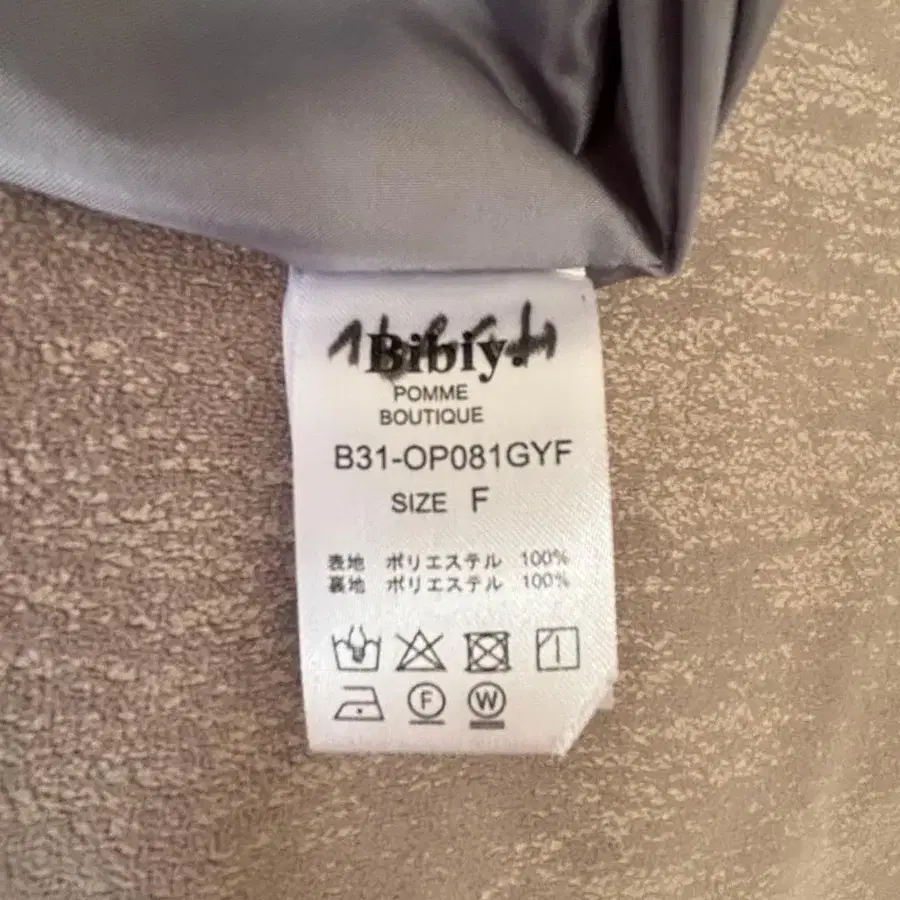 Bibiy.
POMME
BOUTIQUE
B31-OP081GYF
SIZE F
表地 ポリエステル 100%
裏地 ポリエステル 100%
F W